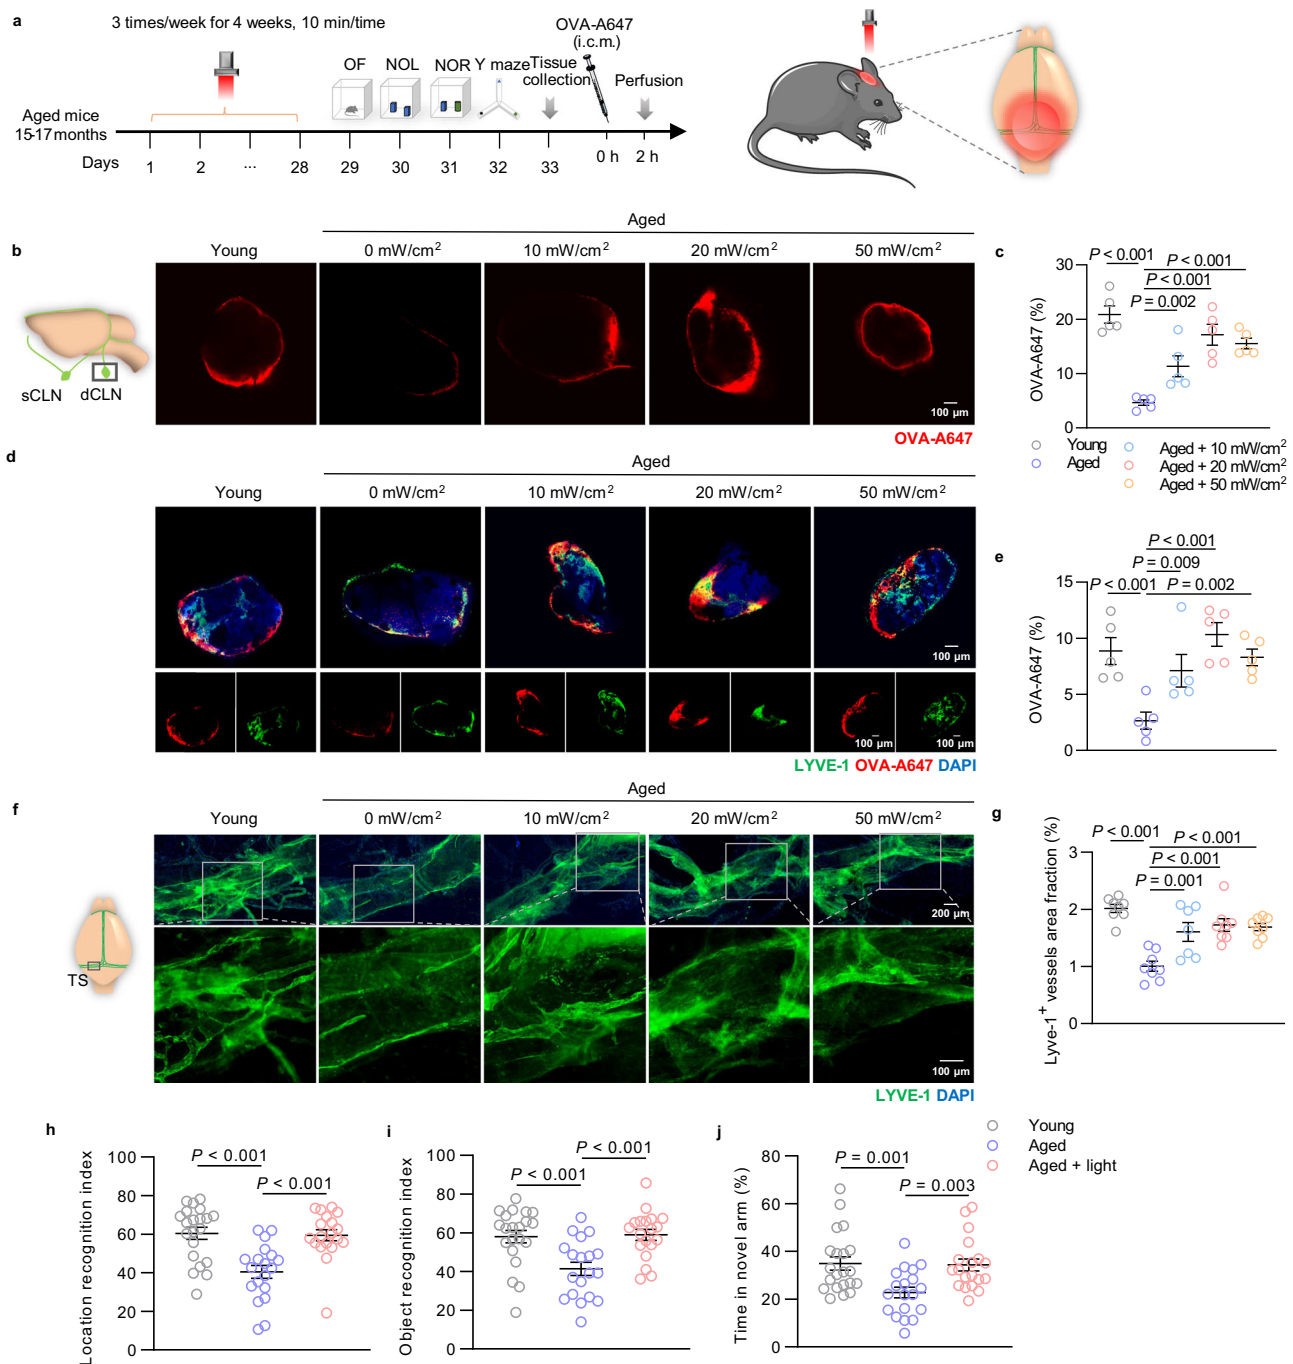 a
3 times/week for 4 weeks, 10 min/time
OVA-A647
(i.c.m.)
OF
NOL
NOR
Y maze
Tissue
collection
Perfusion
Aged mice
15-17 months
Days
1
2
...
28
29
30
31
32
33
0 h
2 h
b
Aged
Young
0 mW/cm²
10 mW/cm²
20 mW/cm²
50 mW/cm²
sCLN
dCLN
100 µm
OVA-A647
c
P < 0.001
P < 0.001
P < 0.001
P = 0.002
OVA-A647 (%)
30
20
10
0
Young
Aged
Aged + 10 mW/cm²
Aged + 20 mW/cm²
Aged + 50 mW/cm²
d
Aged
Young
0 mW/cm²
10 mW/cm²
20 mW/cm²
50 mW/cm²
100 µm
100 µm
100 µm
LYVE-1 OVA-A647 DAPI
e
P < 0.001
P = 0.009
P < 0.001
P = 0.002
OVA-A647 (%)
15
10
5
0
f
Aged
Young
0 mW/cm²
10 mW/cm²
20 mW/cm²
50 mW/cm²
TS
200 µm
100 µm
LYVE-1 DAPI
g
P < 0.001
P < 0.001
P < 0.001
P = 0.001
Lyve-1⁺ vessels area fraction (%)
3
2
1
0
h
P < 0.001
P < 0.001
Location recognition index
100
80
60
40
20
0
i
P < 0.001
P < 0.001
Object recognition index
100
80
60
40
20
0
j
P = 0.001
P = 0.003
Time in novel arm (%)
80
60
40
20
0
Young
Aged
Aged + light